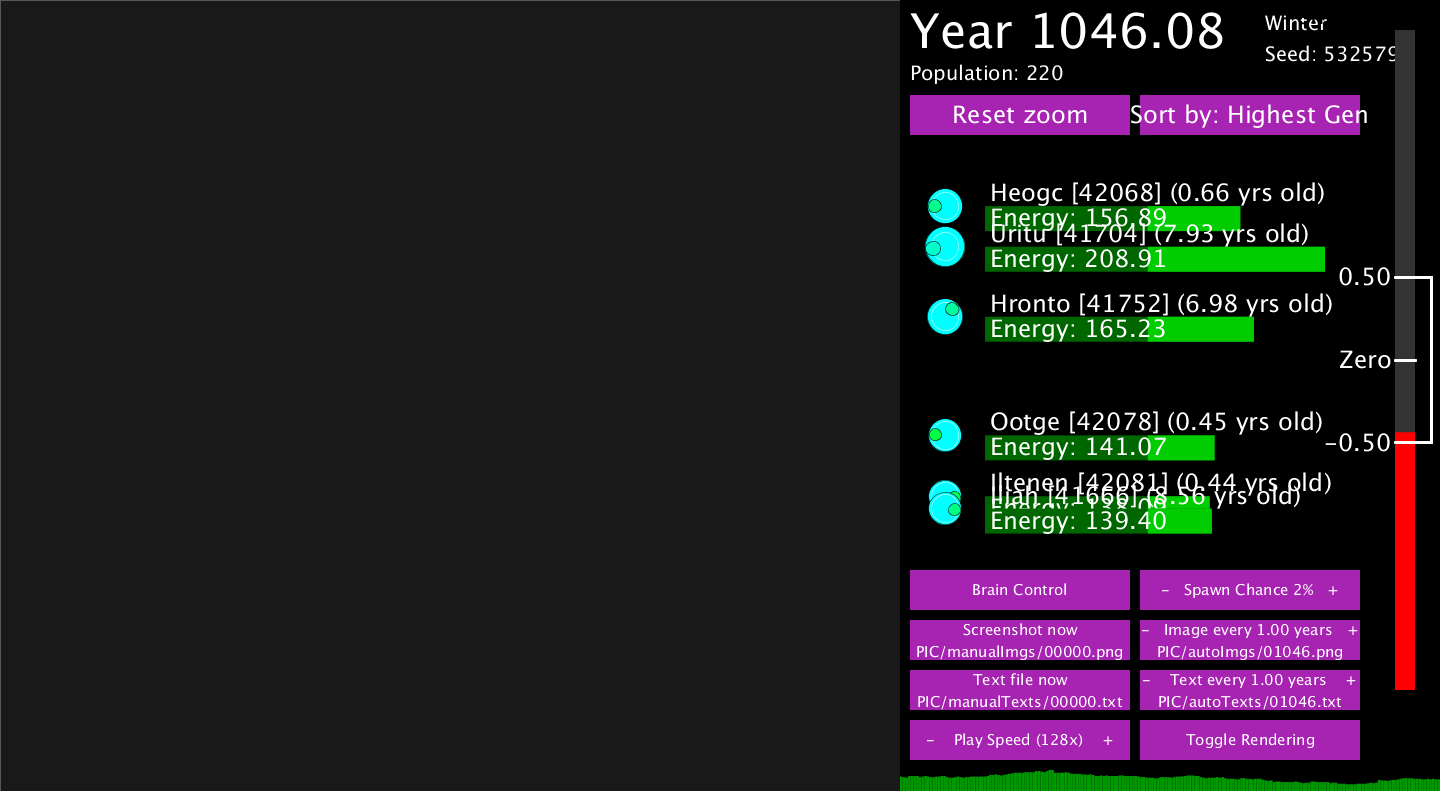 Year 1046.08
Winter
Seed: 532579
Population: 220
Reset zoom
Sort by: Highest Gen
Heogc [42068] (0.66 yrs old)
Energy: 156.89
Uritu [41704] (7.93 yrs old)
Energy: 208.91
0.50
Hronto [41752] (6.98 yrs old)
Energy: 165.23
Zero
Ootge [42078] (0.45 yrs old)
-0.50
Energy: 141.07
Iltenen [42081] (0.44 yrs old)
[41666] (8.56 yrs old)
Energy: 139.40
Brain Control
- Spawn Chance 2% +
Screenshot now
PIC/manualImgs/00000.png
- Image every 1.00 years +
PIC/autoImgs/01046.png
Text file now
PIC/manualTexts/00000.txt
- Text every 1.00 years +
PIC/autoTexts/01046.txt
- Play Speed (128x) +
Toggle Rendering